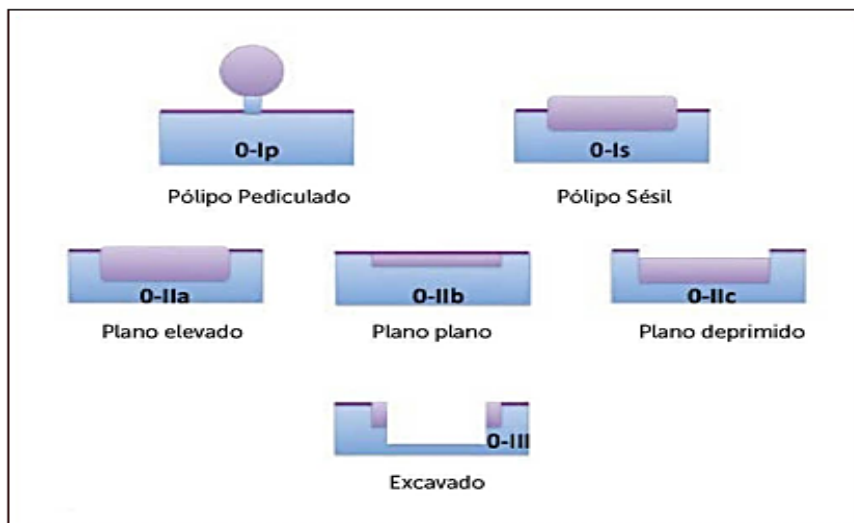 0-Ip
0-Is
Pólipo Pediculado
Pólipo Sésil
0-IIa
0-IIb
0-IIc
Plano elevado
Plano plano
Plano deprimido
0-III
Excavado